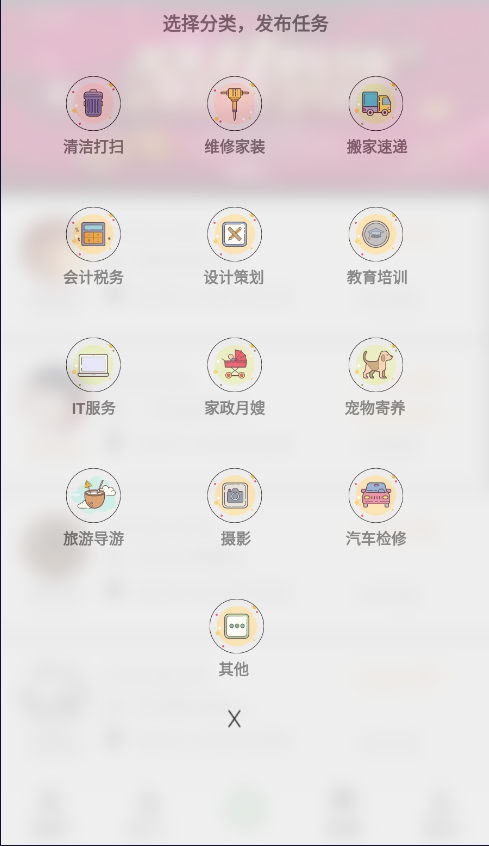 选择分类，发布任务
清洁打扫 维修家装 搬家速递
会计税务 设计策划 教育培训
IT服务 家政月嫂 宠物寄养
旅游导游 摄影 汽车检修
其他
X